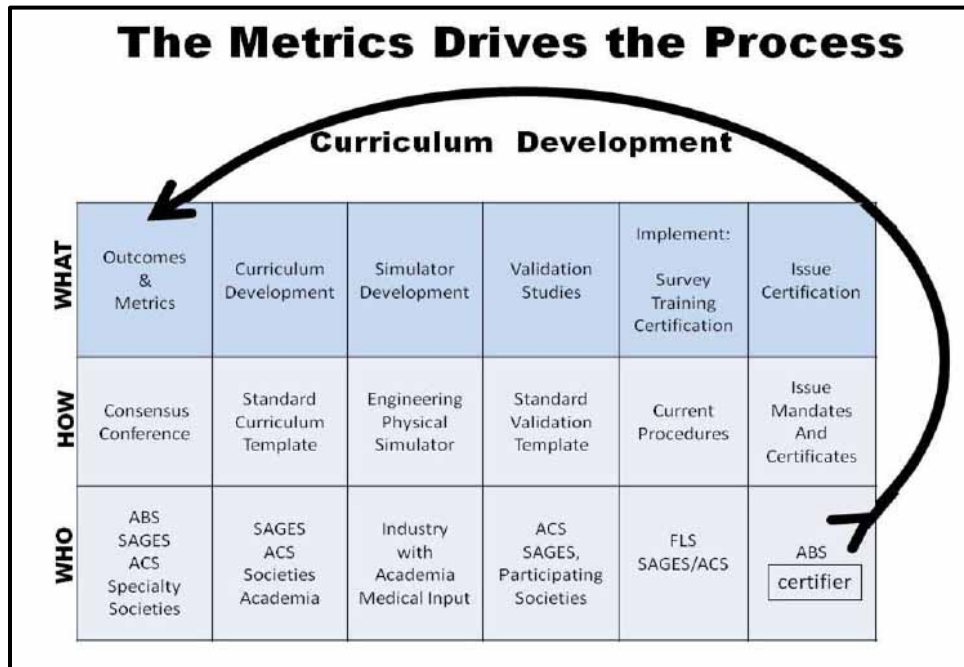 The Metrics Drives the Process
Curriculum Development
WHAT
Outcomes
&
Metrics
Curriculum
Development
Simulator
Development
Validation
Studies
Implement:
Survey
Training
Certification
Issue
Certification
HOW
Consensus
Conference
Standard
Curriculum
Template
Engineering
Physical
Simulator
Standard
Validation
Template
Current
Procedures
Issue
Mandates
And
Certificates
WHO
ABS
SAGES
ACS
Specialty
Societies
SAGES
ACS
Societies
Academia
Industry
with
Academia
Medical Input
ACS
SAGES,
Participating
Societies
FLS
SAGES/ACS
ABS
certifier